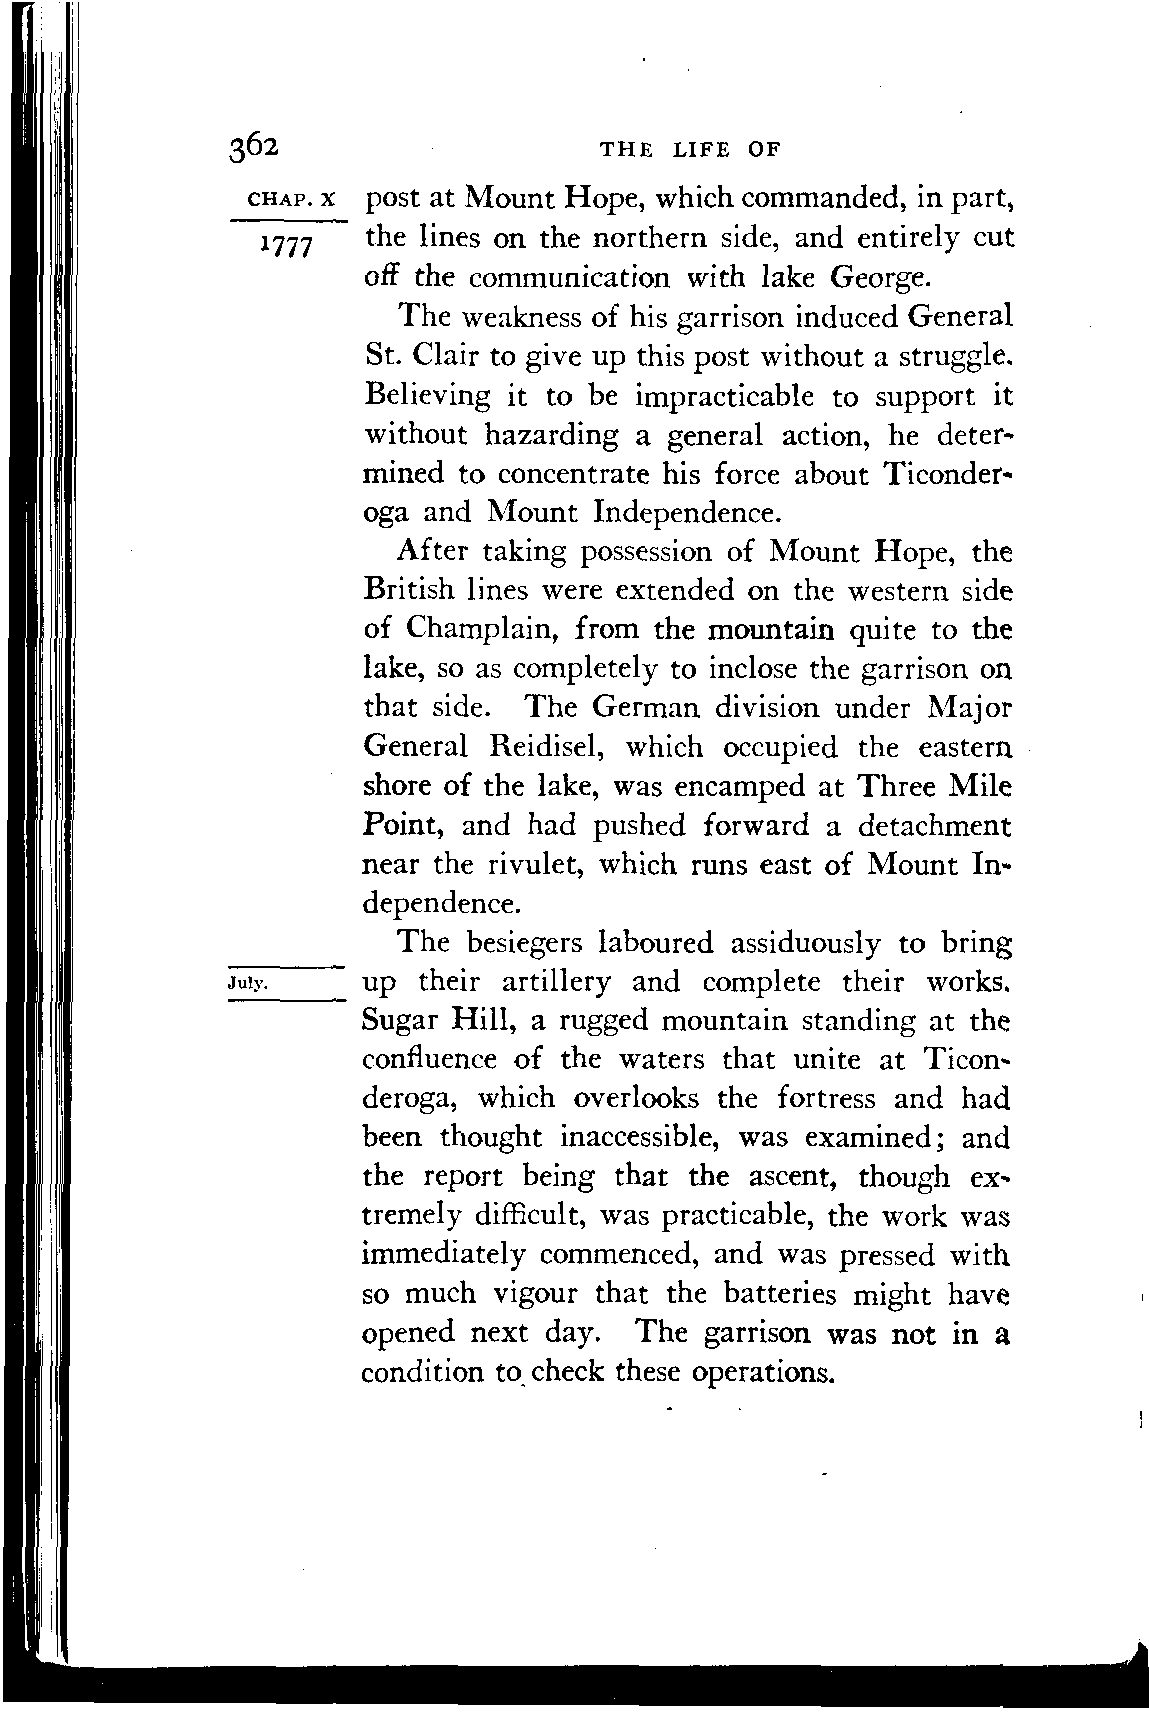 362 THE LIFE OF
CHAP. X post at Mount Hope, which commanded, in part,
1777 the lines on the northern side, and entirely cut
off the communication with lake George.
The weakness of his garrison induced General
St. Clair to give up this post without a struggle.
Believing it to be impracticable to support it
without hazarding a general action, he deter-
mined to concentrate his force about Ticonder-
oga and Mount Independence.
After taking possession of Mount Hope, the
British lines were extended on the western side
of Champlain, from the mountain quite to the
lake, so as completely to inclose the garrison on
that side. The German division under Major
General Reidisel, which occupied the eastern
shore of the lake, was encamped at Three Mile
Point, and had pushed forward a detachment
near the rivulet, which runs east of Mount In-
dependence.
The besiegers laboured assiduously to bring
July. up their artillery and complete their works.
Sugar Hill, a rugged mountain standing at the
confluence of the waters that unite at Ticon-
deroga, which overlooks the fortress and had
been thought inaccessible, was examined; and
the report being that the ascent, though ex-
tremely difficult, was practicable, the work was
immediately commenced, and was pressed with
so much vigour that the batteries might have
opened next day. The garrison was not in a
condition to check these operations.